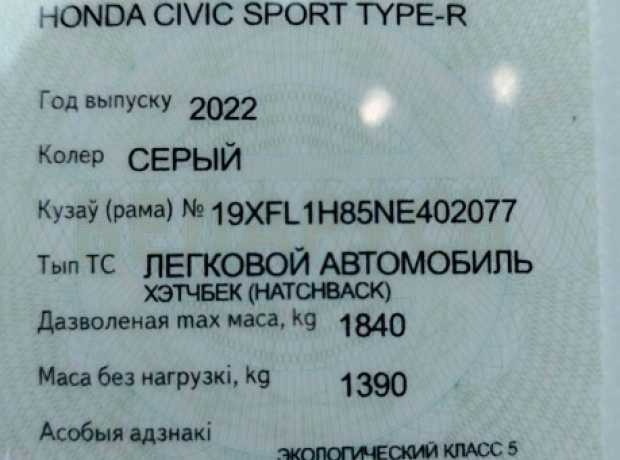 HONDA CIVIC SPORT TYPE-R
Год выпуску 2022
Колер СЕРЫЙ
Кузаў (рама) № 19XFL1H85NE402077
Тып ТС ЛЕГКОВОЙ АВТОМОБИЛЬ
ХЭТЧБЕК (HATCHBACK)
Дазволеная max маса, kg 1840
Маса без нагрузкі, kg 1390
Асобыя адзнакі
ЭКОЛОГИЧЕСКИЙ КЛАСС 5